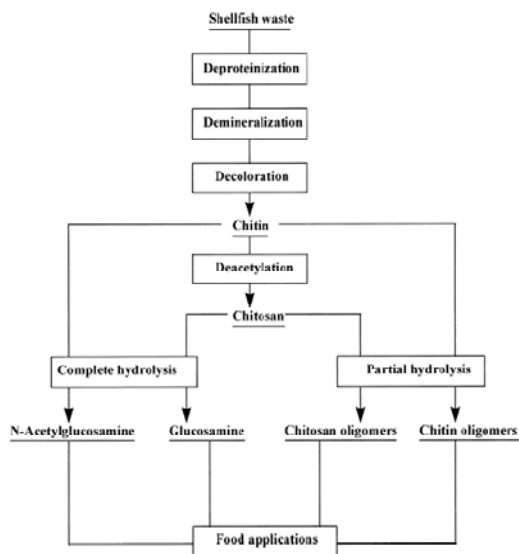 Shellfish waste
Deproteinization
Demineralization
Decoloration
Chitin
Deacetylation
Chitosan
Complete hydrolysis
Partial hydrolysis
N-Acetylglucosamine
Glucosamine
Chitosan oligomers
Chitin oligomers
Food applications